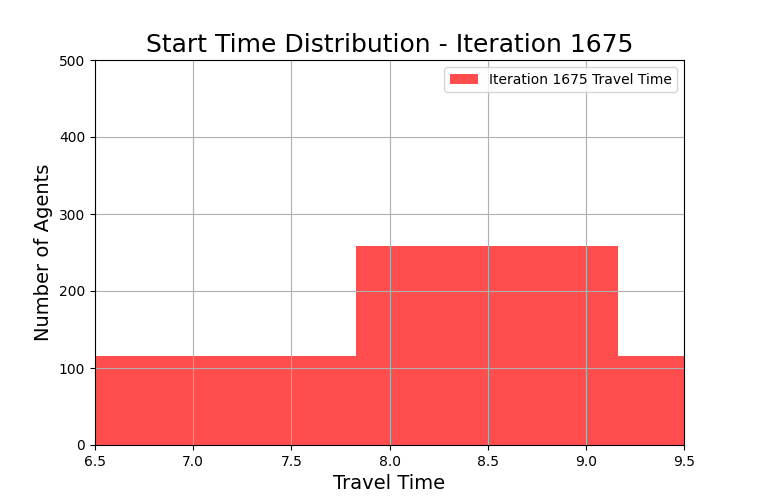 Start Time Distribution - Iteration 1675
Iteration 1675 Travel Time
Number of Agents
500
400
300
200
100
0
6.5 7.0 7.5 8.0 8.5 9.0 9.5
Travel Time